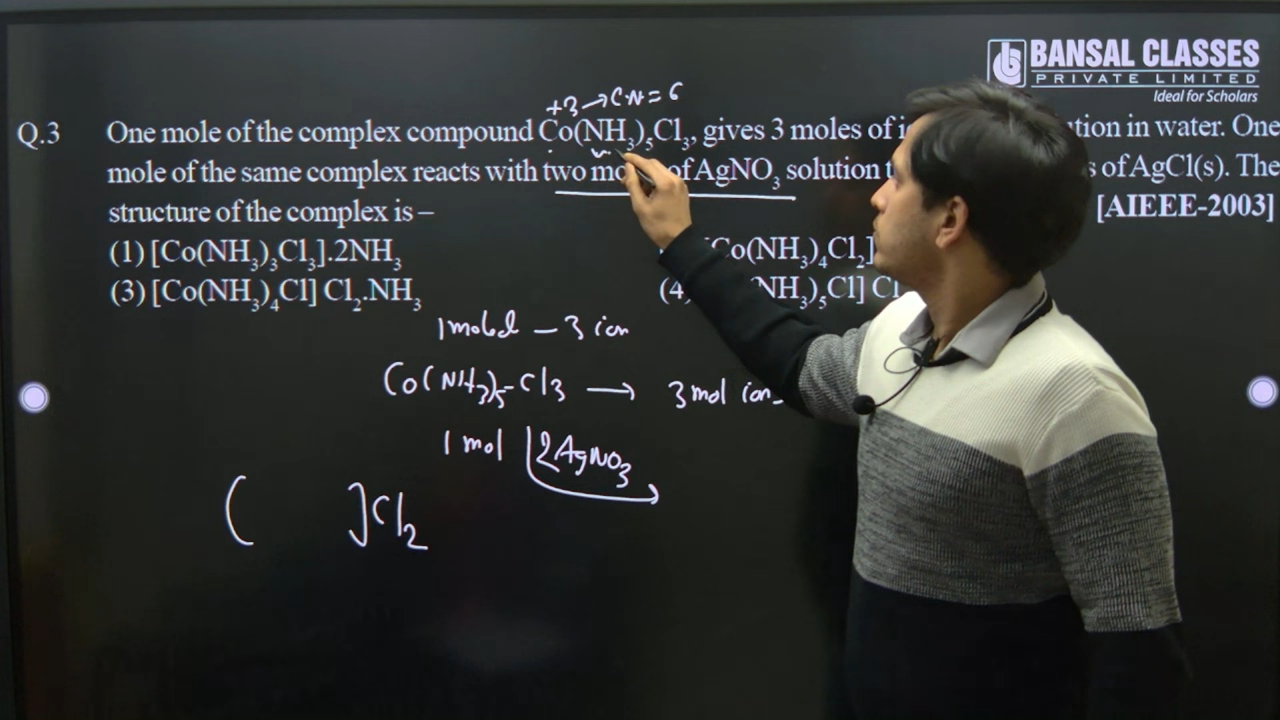 BANSAL CLASSES
PRIVATE LIMITED
Ideal for Scholars
+3 → C.N = 6
Q.3 One mole of the complex compound Co(NH₃)₅Cl₃, gives 3 moles of tion in water. One
mole of the same complex reacts with two of AgNO₃ solution of AgCl(s). The
structure of the complex is – [AIEEE-2003]
(1) [Co(NH₃)₃Cl₃].2NH₃ Co(NH₃)₄Cl₂]
(3) [Co(NH₃)₄Cl] Cl₂.NH₃ (4) NH₃)₅Cl] Cl
– 3 ion
Co(NH₃)₅Cl₃ → 3 mol ion
1 mol 2AgNO₃
( ]Cl₂